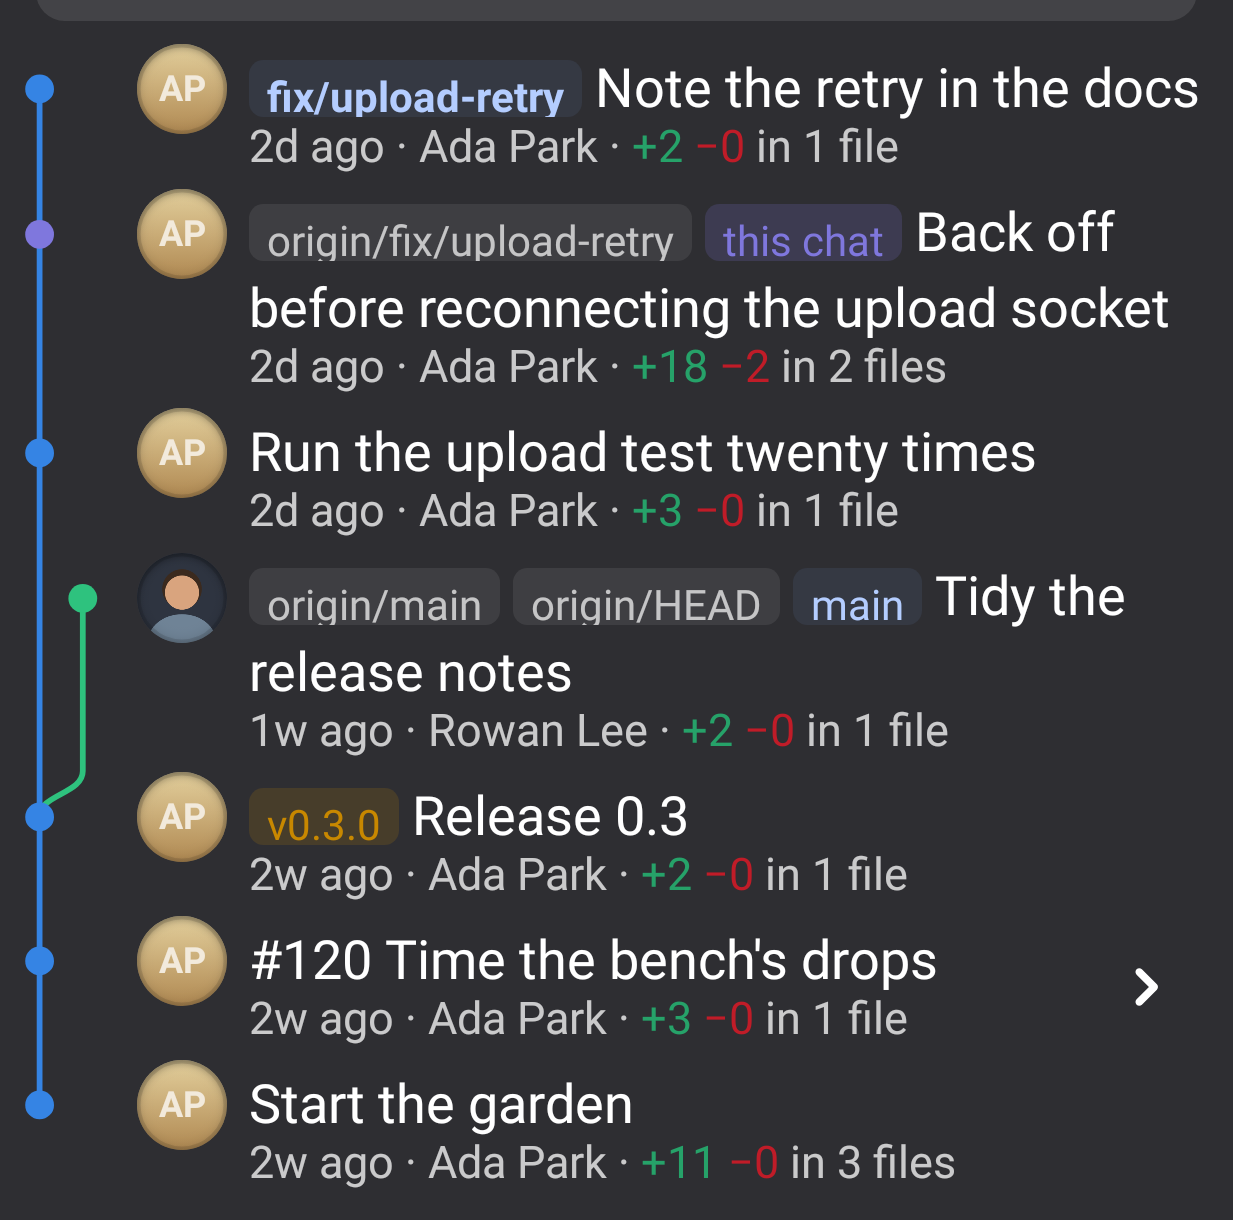 AP fix/upload-retry Note the retry in the docs
2d ago · Ada Park · +2 −0 in 1 file
AP origin/fix/upload-retry this chat Back off
before reconnecting the upload socket
2d ago · Ada Park · +18 −2 in 2 files
AP Run the upload test twenty times
2d ago · Ada Park · +3 −0 in 1 file
origin/main origin/HEAD main Tidy the
release notes
1w ago · Rowan Lee · +2 −0 in 1 file
AP v0.3.0 Release 0.3
2w ago · Ada Park · +2 −0 in 1 file
AP #120 Time the bench's drops
2w ago · Ada Park · +3 −0 in 1 file
AP Start the garden
2w ago · Ada Park · +11 −0 in 3 files